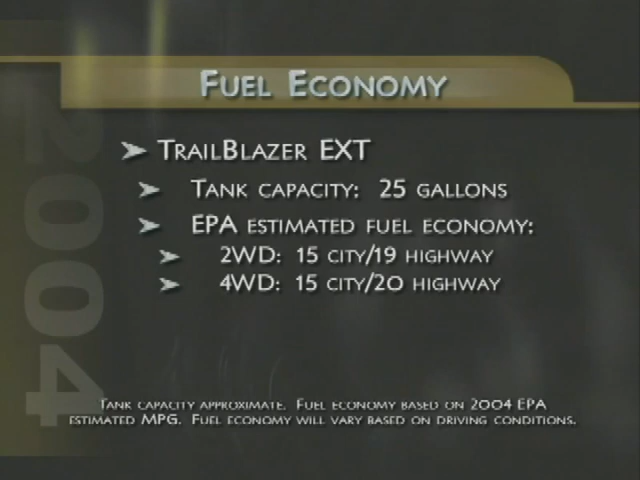 Fuel Economy
TrailBlazer EXT
Tank capacity: 25 gallons
EPA estimated fuel economy:
2WD: 15 city/19 highway
4WD: 15 city/20 highway
Tank capacity approximate. Fuel economy based on 2004 EPA
estimated MPG. Fuel economy will vary based on driving conditions.
2004